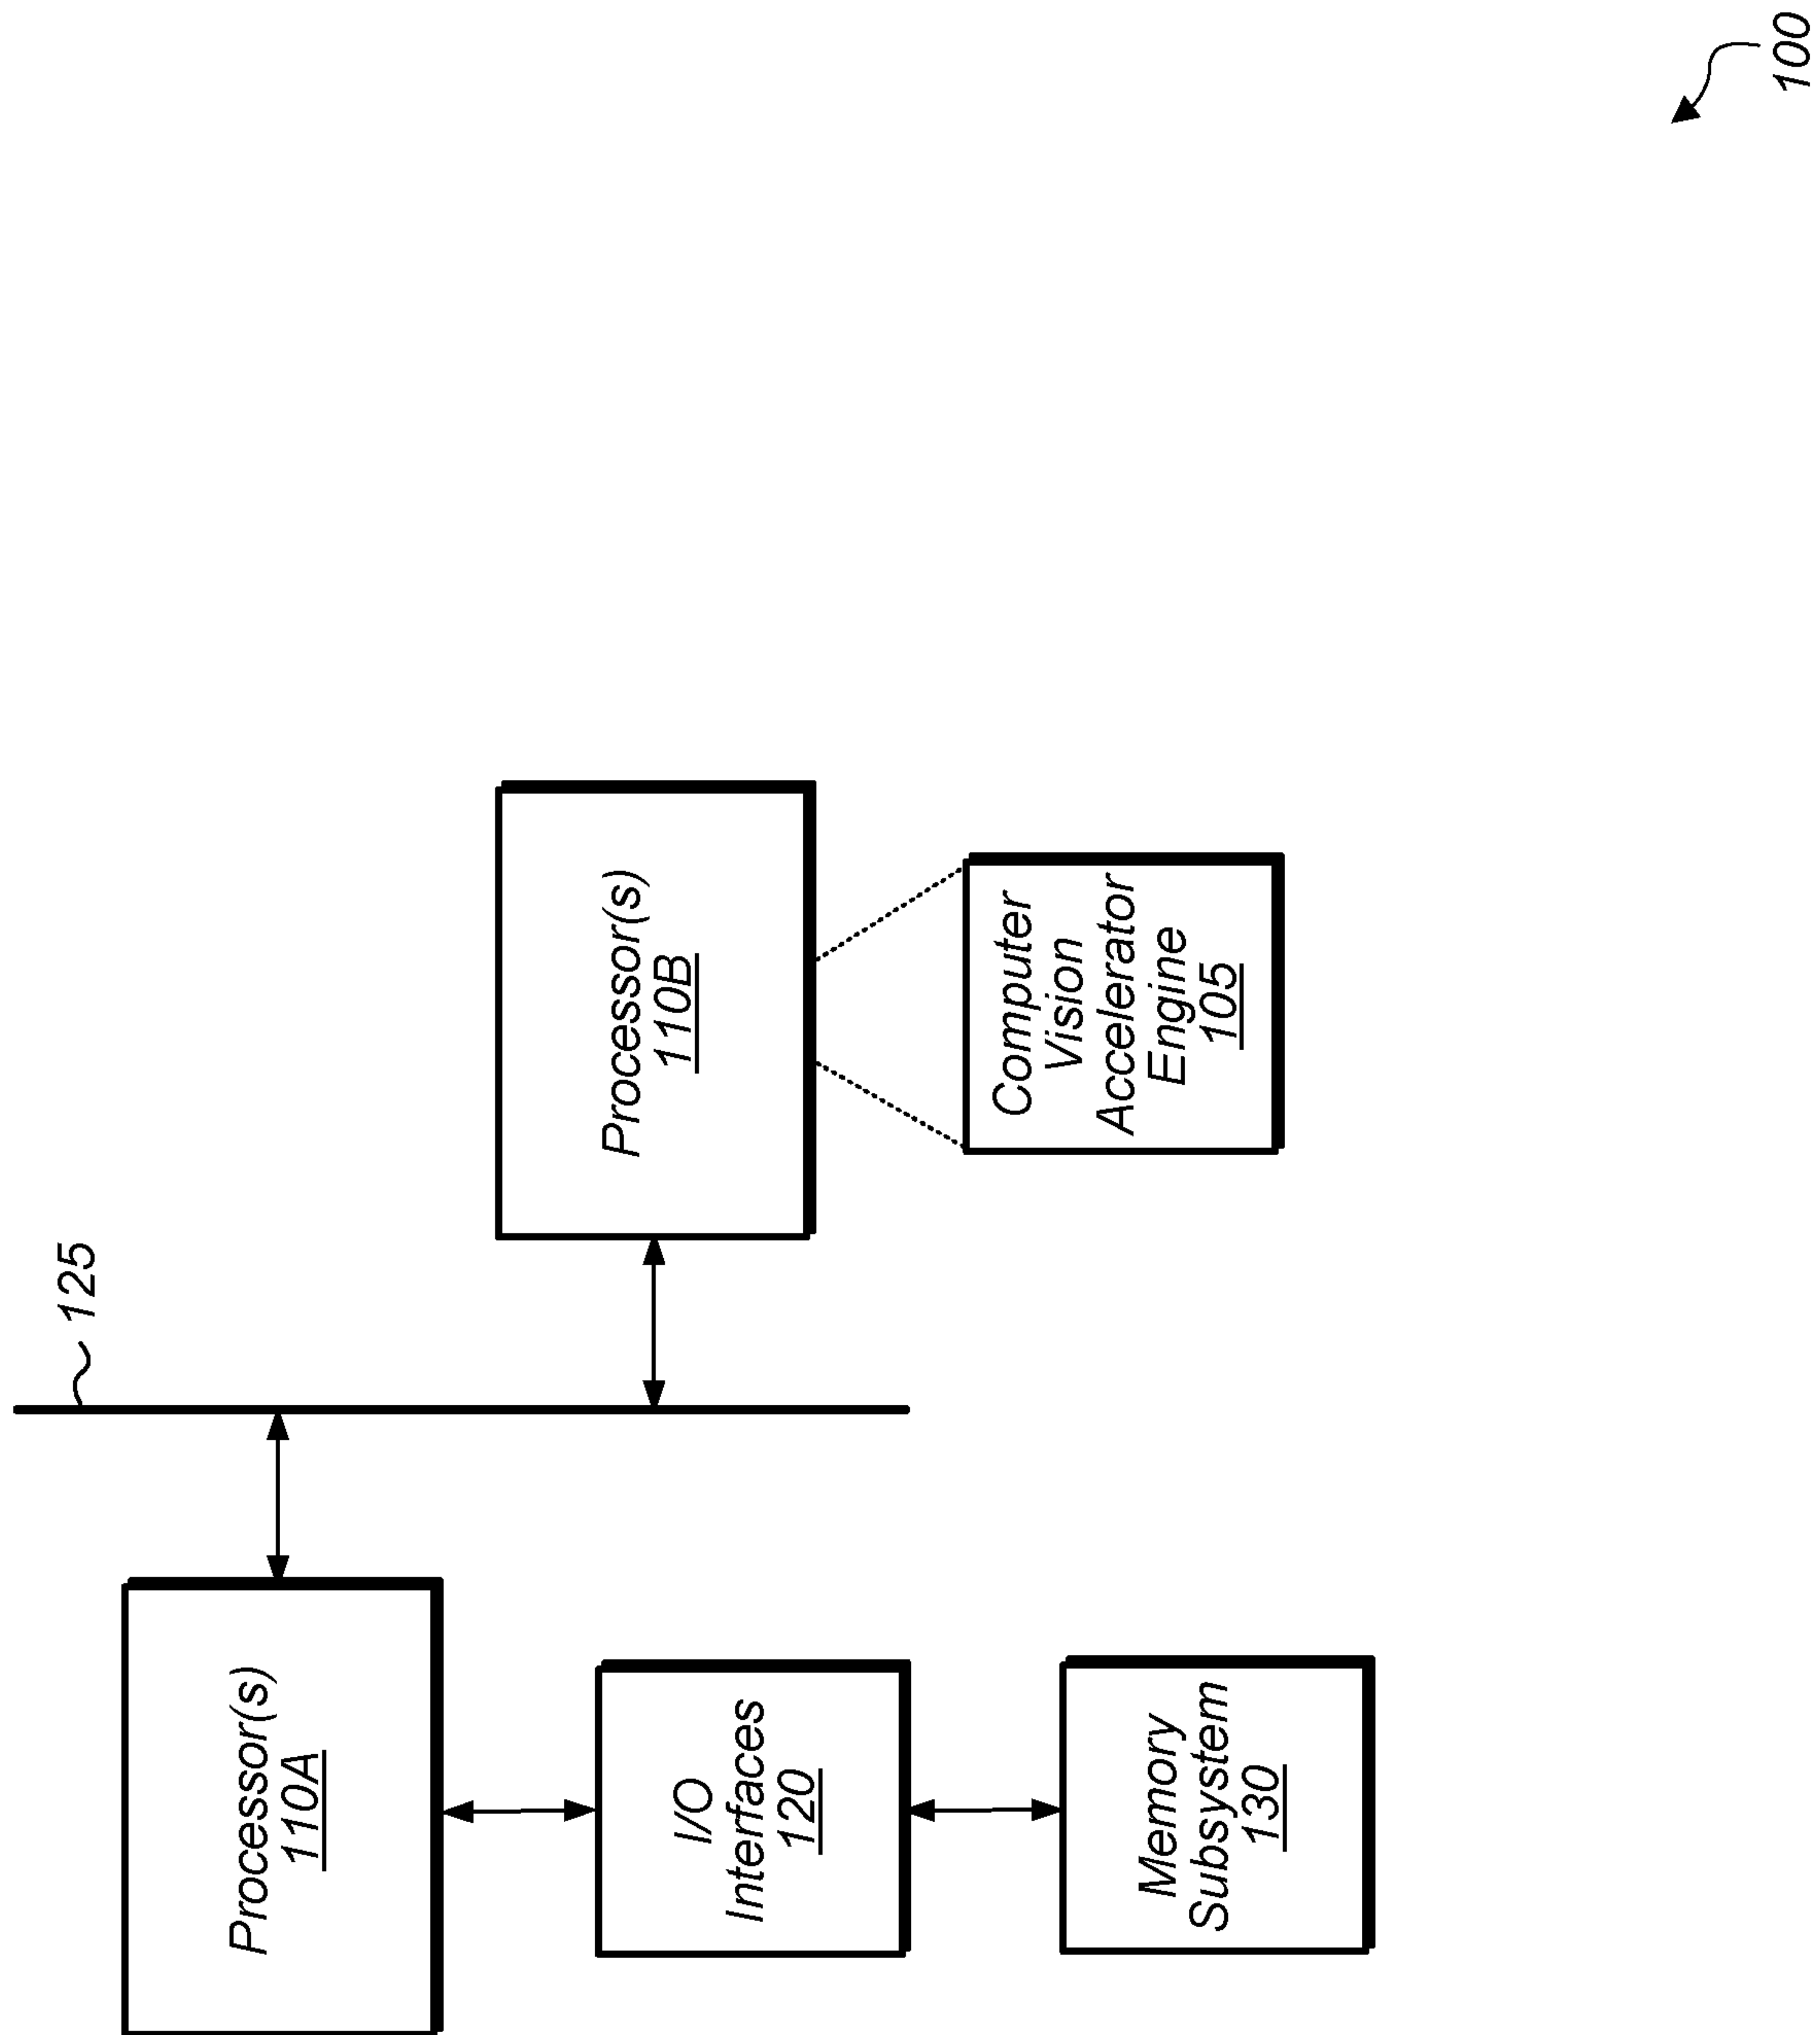 Processor(s)
110A
I/O
Interfaces
120
Memory
Subsystem
130
125
Processor(s)
110B
Computer
Vision
Accelerator
Engine
105
100